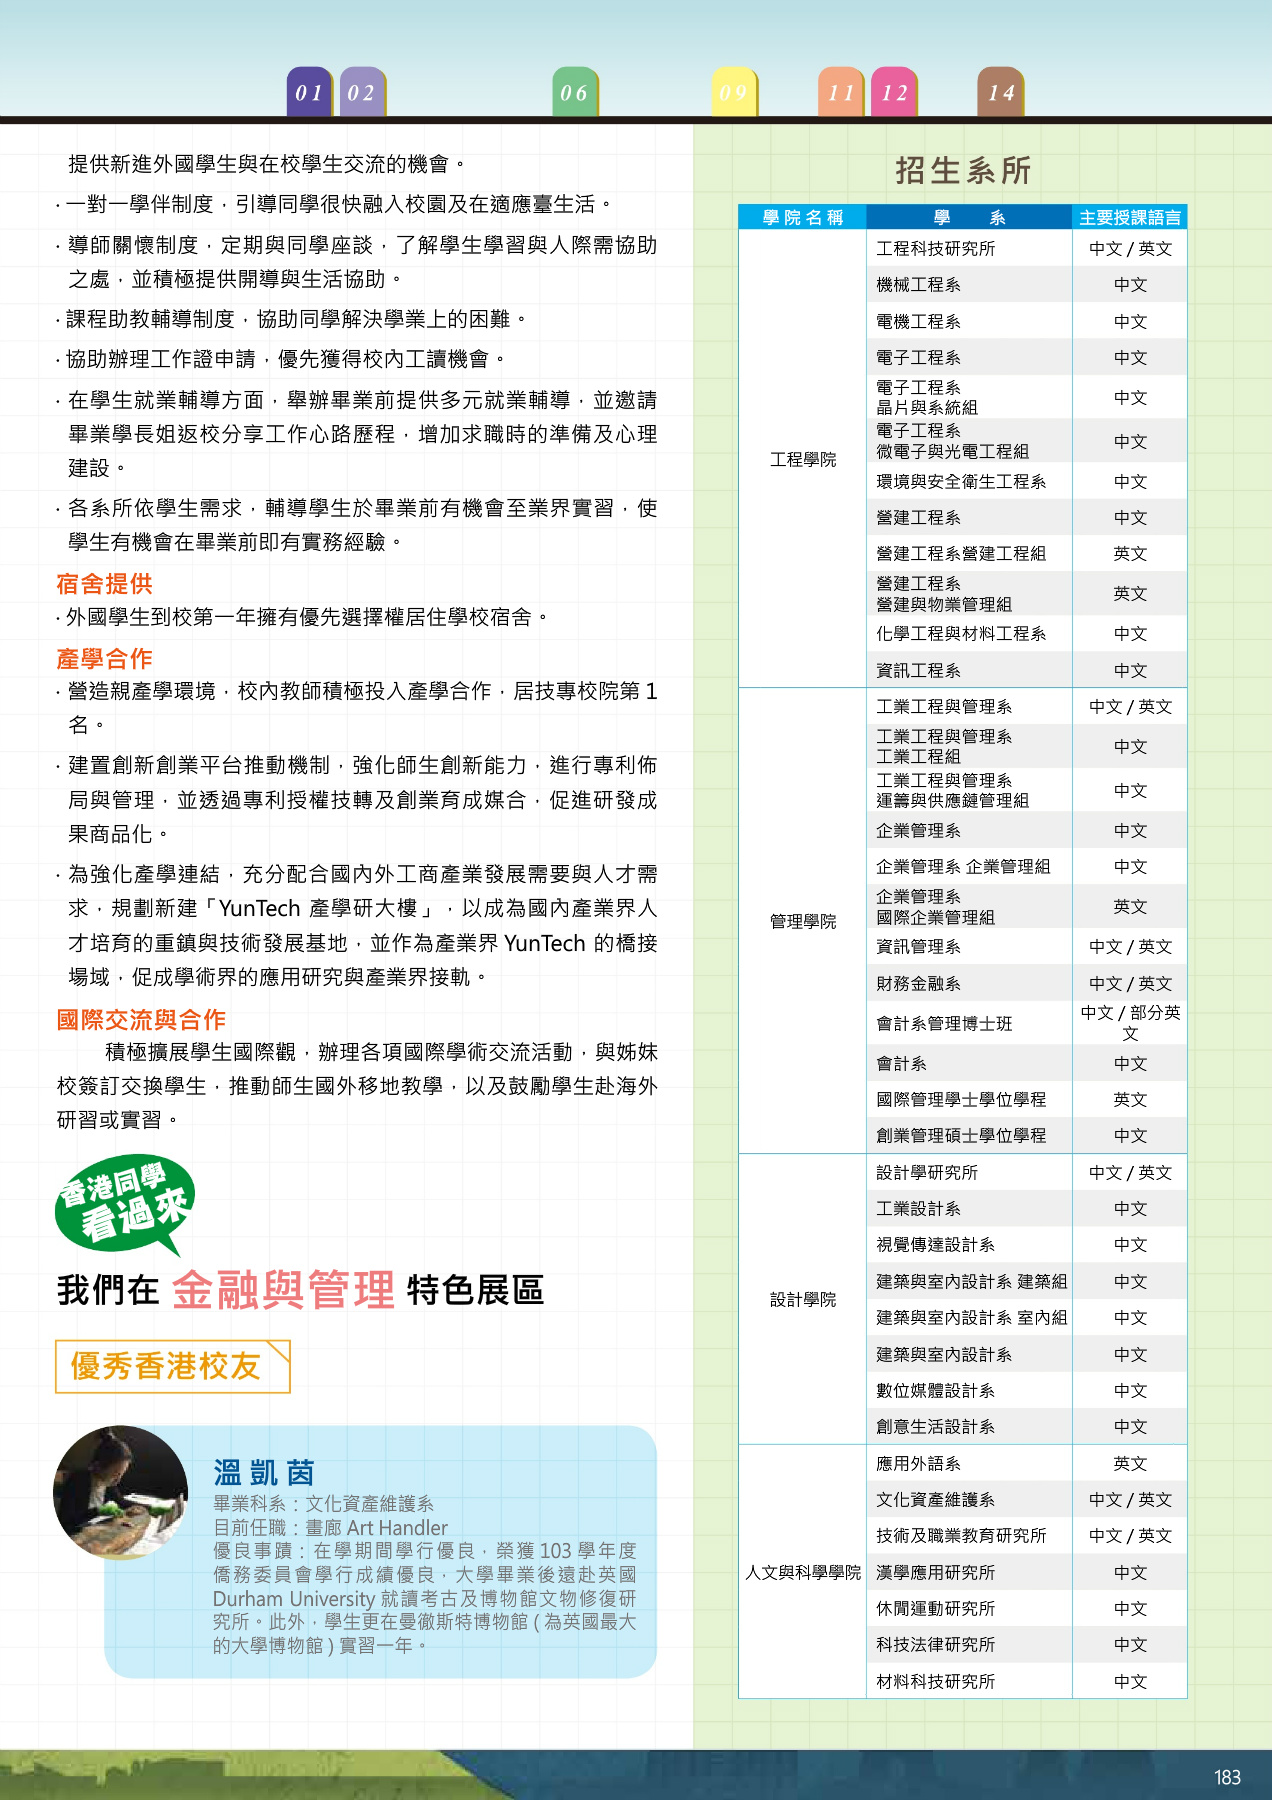 01 02 06 09 11 12 14
提供新進外國學生與在校學生交流的機會。
· 一對一學伴制度，引導同學很快融入校園及在適應臺生活。
· 導師關懷制度，定期與同學座談，了解學生學習與人際需協助
之處，並積極提供開導與生活協助。
· 課程助教輔導制度，協助同學解決學業上的困難。
· 協助辦理工作證申請，優先獲得校內工讀機會。
· 在學生就業輔導方面，舉辦畢業前提供多元就業輔導，並邀請
畢業學長姐返校分享工作心路歷程，增加求職時的準備及心理
建設。
· 各系所依學生需求，輔導學生於畢業前有機會至業界實習，使
學生有機會在畢業前即有實務經驗。
宿舍提供
· 外國學生到校第一年擁有優先選擇權居住學校宿舍。
產學合作
· 營造親產學環境，校內教師積極投入產學合作，居技專校院第 1
名。
· 建置創新創業平台推動機制，強化師生創新能力，進行專利佈
局與管理，並透過專利授權技轉及創業育成媒合，促進研發成
果商品化。
· 為強化產學連結，充分配合國內外工商產業發展需要與人才需
求，規劃新建「YunTech 產學研大樓」，以成為國內產業界人
才培育的重鎮與技術發展基地，並作為產業界 YunTech 的橋接
場域，促成學術界的應用研究與產業界接軌。
國際交流與合作
積極擴展學生國際觀，辦理各項國際學術交流活動，與姊妹
校簽訂交換學生，推動師生國外移地教學，以及鼓勵學生赴海外
研習或實習。
香港同學
看過來
我們在 金融與管理 特色展區
優秀香港校友
溫凱茵
畢業科系：文化資產維護系
目前任職：畫廊 Art Handler
優良事蹟：在學期間學行優良，榮獲 103 學年度
僑務委員會學行成績優良，大學畢業後遠赴英國
Durham University 就讀考古及博物館文物修復研
究所。此外，學生更在曼徹斯特博物館 ( 為英國最大
的大學博物館 ) 實習一年。
招生系所
學院名稱 學 系 主要授課語言
工程學院
工程科技研究所 中文 / 英文
機械工程系 中文
電機工程系 中文
電子工程系 中文
電子工程系
晶片與系統組 中文
電子工程系
微電子與光電工程組 中文
環境與安全衛生工程系 中文
營建工程系 中文
營建工程系營建工程組 英文
營建工程系
營建與物業管理組 英文
化學工程與材料工程系 中文
資訊工程系 中文
管理學院
工業工程與管理系 中文 / 英文
工業工程與管理系
工業工程組 中文
工業工程與管理系
運籌與供應鏈管理組 中文
企業管理系 中文
企業管理系 企業管理組 中文
企業管理系
國際企業管理組 英文
資訊管理系 中文 / 英文
財務金融系 中文 / 英文
會計系管理博士班 中文 / 部分英
文
會計系 中文
國際管理學士學位學程 英文
創業管理碩士學位學程 中文
設計學院
設計學研究所 中文 / 英文
工業設計系 中文
視覺傳達設計系 中文
建築與室內設計系 建築組 中文
建築與室內設計系 室內組 中文
建築與室內設計系 中文
數位媒體設計系 中文
創意生活設計系 中文
人文與科學學院
應用外語系 英文
文化資產維護系 中文 / 英文
技術及職業教育研究所 中文 / 英文
漢學應用研究所 中文
休閒運動研究所 中文
科技法律研究所 中文
材料科技研究所 中文
183